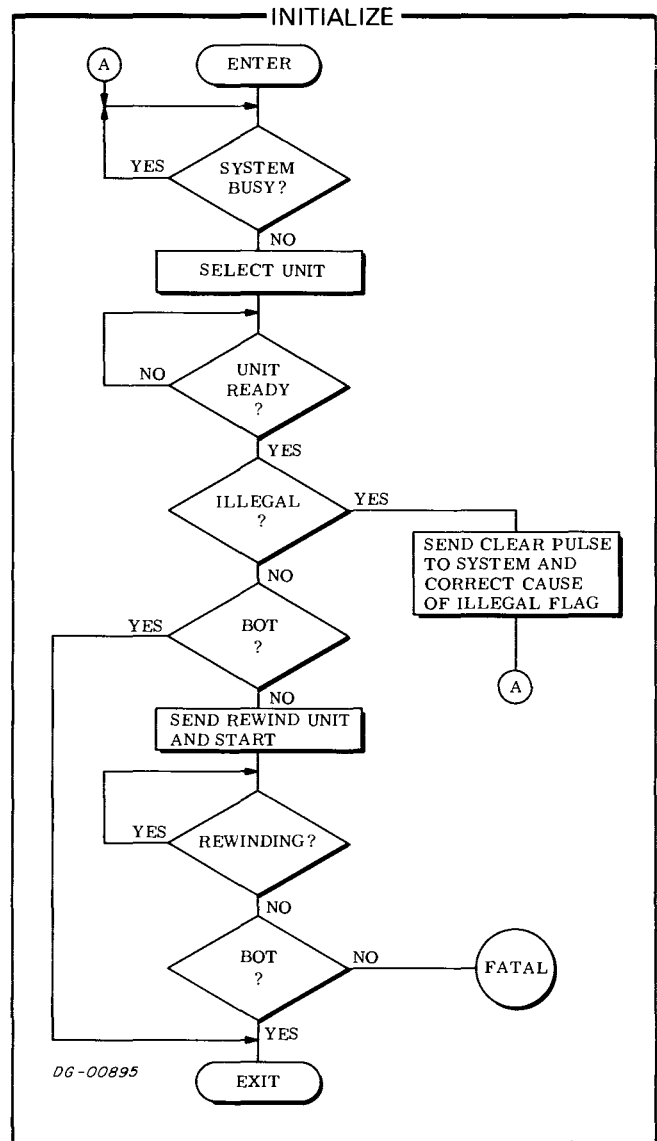 INITIALIZE
A
ENTER
YES
SYSTEM
BUSY?
NO
SELECT UNIT
NO
UNIT
READY
?
YES
ILLEGAL
?
YES
SEND CLEAR PULSE
TO SYSTEM AND
CORRECT CAUSE
OF ILLEGAL FLAG
A
NO
YES
BOT
?
NO
SEND REWIND UNIT
AND START
YES
REWINDING?
NO
BOT
?
NO
FATAL
YES
EXIT
DG-00895